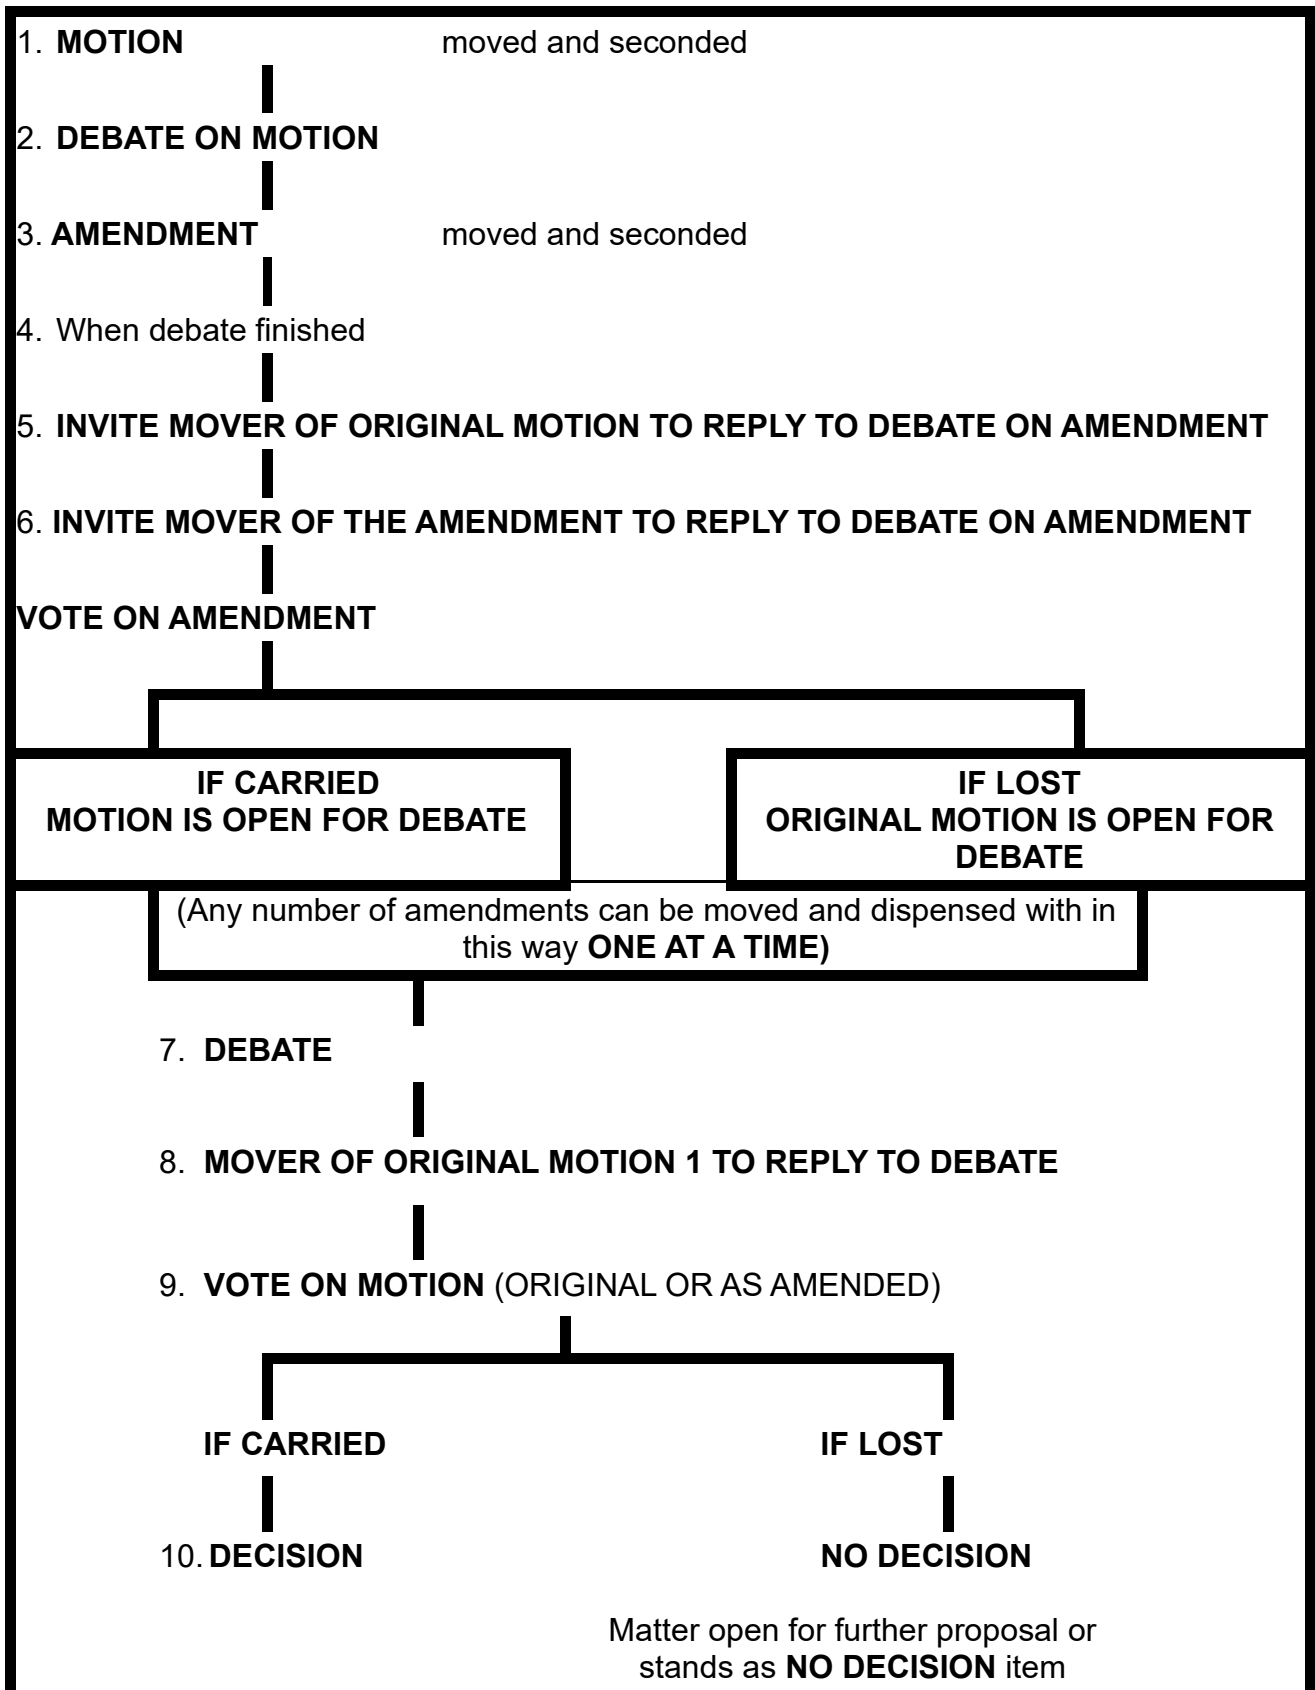 1. MOTION moved and seconded
2. DEBATE ON MOTION
3. AMENDMENT moved and seconded
4. When debate finished
5. INVITE MOVER OF ORIGINAL MOTION TO REPLY TO DEBATE ON AMENDMENT
6. INVITE MOVER OF THE AMENDMENT TO REPLY TO DEBATE ON AMENDMENT
VOTE ON AMENDMENT
IF CARRIED
MOTION IS OPEN FOR DEBATE
IF LOST
ORIGINAL MOTION IS OPEN FOR
DEBATE
(Any number of amendments can be moved and dispensed with in
this way ONE AT A TIME)
7. DEBATE
8. MOVER OF ORIGINAL MOTION 1 TO REPLY TO DEBATE
9. VOTE ON MOTION (ORIGINAL OR AS AMENDED)
IF CARRIED
IF LOST
10. DECISION
NO DECISION
Matter open for further proposal or
stands as NO DECISION item